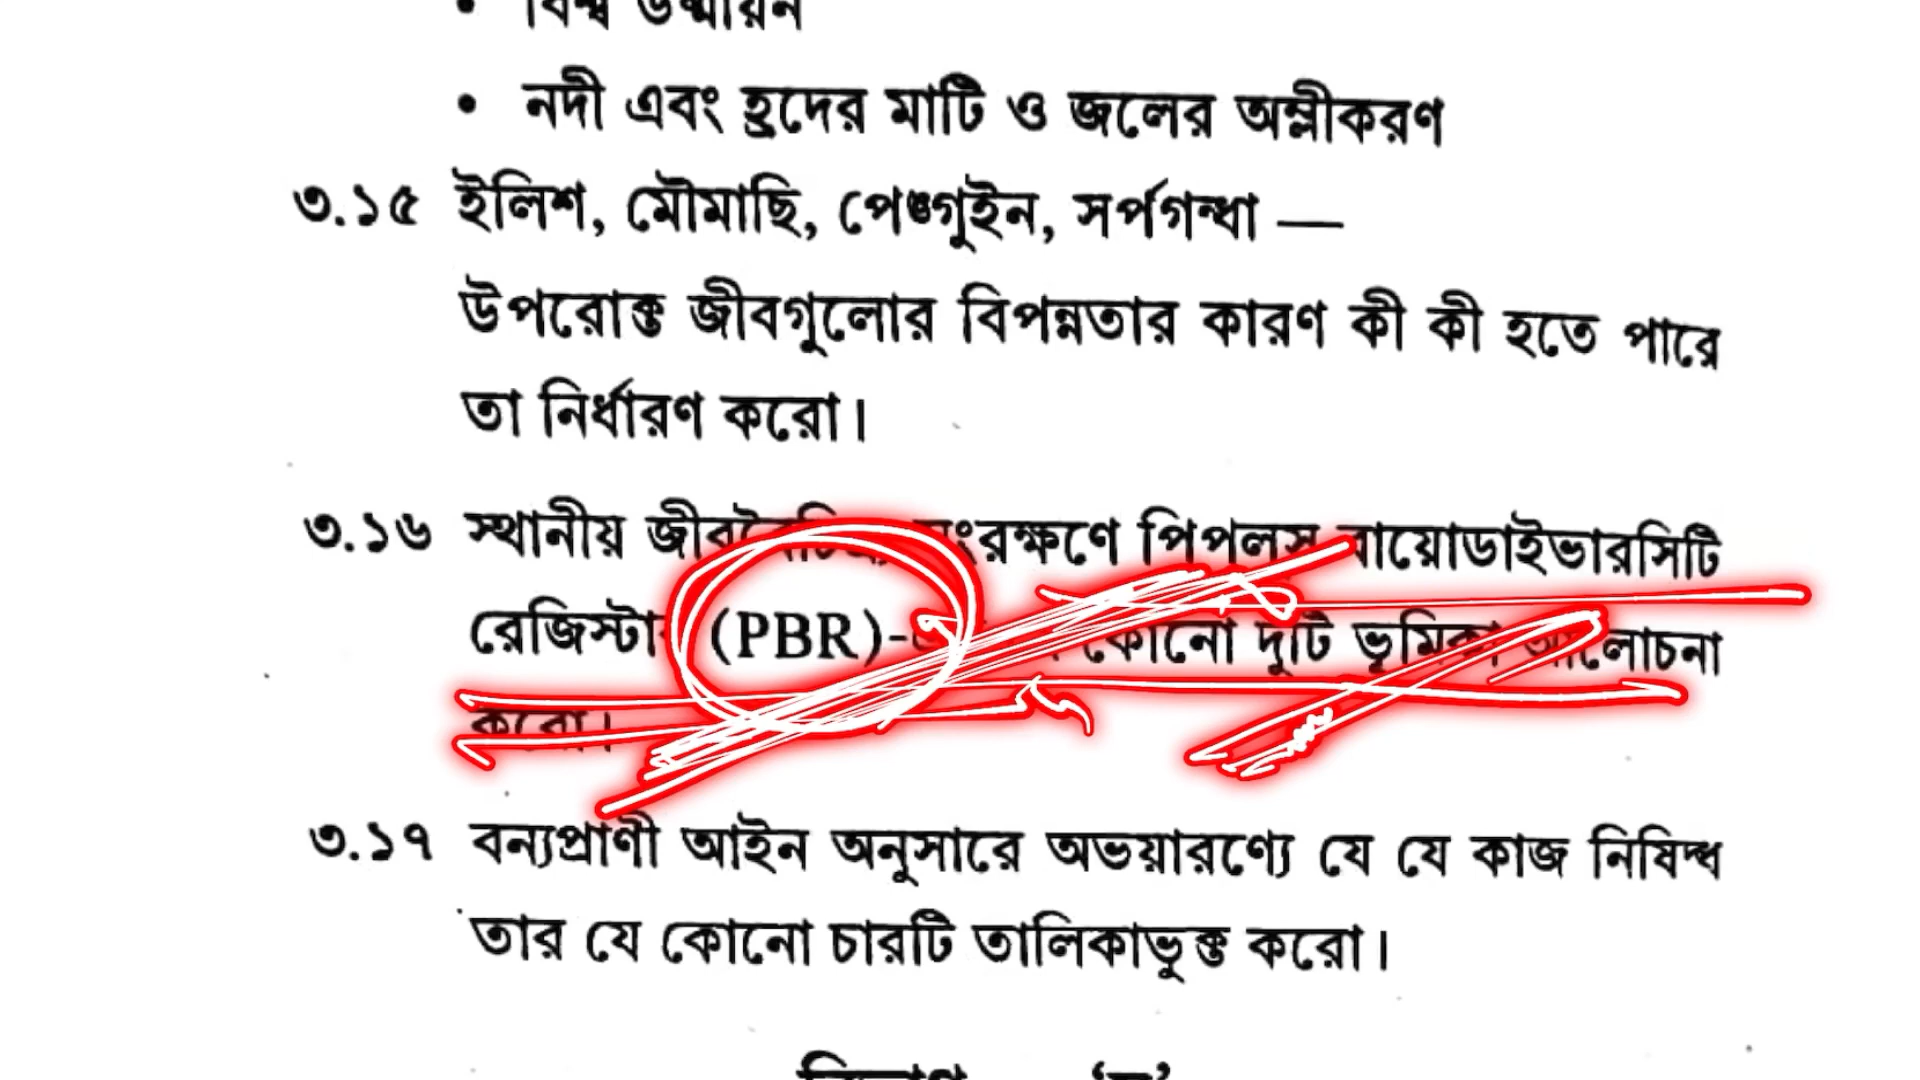 • বিশ্ব উষ্ণায়ন
• নদী এবং হ্রদের মাটি ও জলের অম্লীকরণ
৩.১৫ ইলিশ, মৌমাছি, পেঙ্গুইন, সর্পগন্ধা —
উপরোক্ত জীবগুলোর বিপন্নতার কারণ কী কী হতে পারে
তা নির্ধারণ করো।
৩.১৬ স্থানীয় জীববৈচিত্র্য সংরক্ষণে পিপলস্ বায়োডাইভারসিটি
রেজিস্টার (PBR)- কোনো দুটি ভূমিকা আলোচনা
করো।
৩.১৭ বন্যপ্রাণী আইন অনুসারে অভয়ারণ্যে যে যে কাজ নিষিদ্ধ
তার যে কোনো চারটি তালিকাভুক্ত করো।